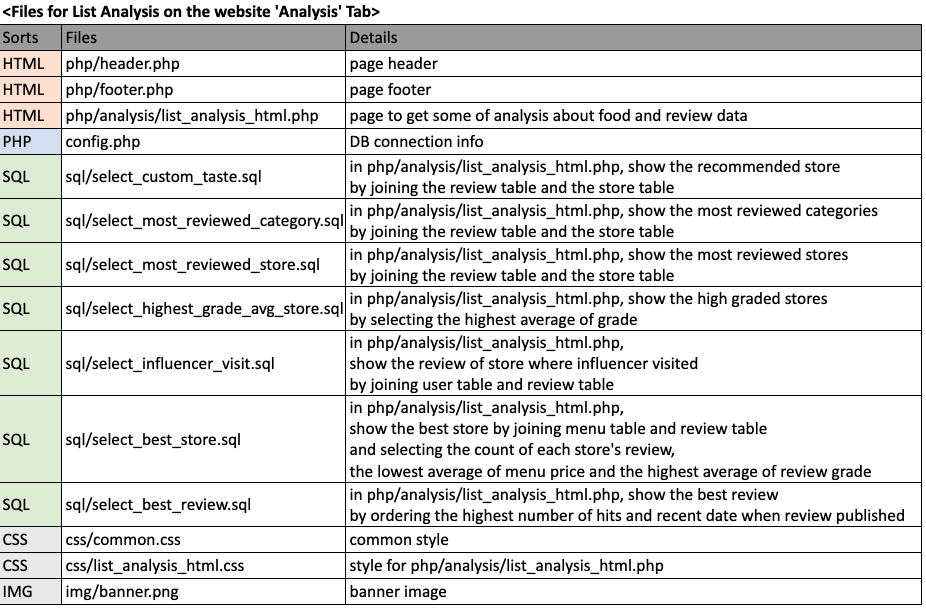 <Files for List Analysis on the website 'Analysis' Tab>
Sorts Files Details
HTML php/header.php page header
HTML php/footer.php page footer
HTML php/analysis/list_analysis_html.php page to get some of analysis about food and review data
PHP config.php DB connection info
SQL sql/select_custom_taste.sql in php/analysis/list_analysis_html.php, show the recommended store
by joining the review table and the store table
SQL sql/select_most_reviewed_category.sql in php/analysis/list_analysis_html.php, show the most reviewed categories
by joining the review table and the store table
SQL sql/select_most_reviewed_store.sql in php/analysis/list_analysis_html.php, show the most reviewed stores
by joining the review table and the store table
SQL sql/select_highest_grade_avg_store.sql in php/analysis/list_analysis_html.php, show the high graded stores
by selecting the highest average of grade
SQL sql/select_influencer_visit.sql in php/analysis/list_analysis_html.php,
show the review of store where influencer visited
by joining user table and review table
SQL sql/select_best_store.sql in php/analysis/list_analysis_html.php,
show the best store by joining menu table and review table
and selecting the count of each store's review,
the lowest average of menu price and the highest average of review grade
SQL sql/select_best_review.sql in php/analysis/list_analysis_html.php, show the best review
by ordering the highest number of hits and recent date when review published
CSS css/common.css common style
CSS css/list_analysis_html.css style for php/analysis/list_analysis_html.php
IMG img/banner.png banner image